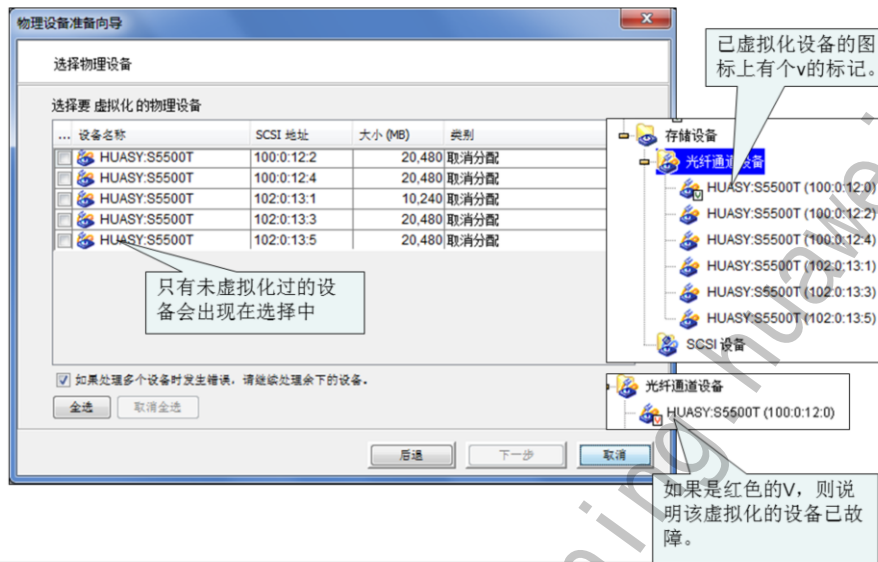 物理设备准备向导
选择物理设备
选择要 虚拟化 的物理设备
... 设备名称 SCSI 地址 大小 (MB) 类别
HUASY:S5500T 100:0:12:2 20,480 取消分配
HUASY:S5500T 100:0:12:4 20,480 取消分配
HUASY:S5500T 102:0:13:1 10,240 取消分配
HUASY:S5500T 102:0:13:3 20,480 取消分配
HUASY:S5500T 102:0:13:5 20,480 取消分配
只有未虚拟化过的设
备会出现在选择中
如果处理多个设备时发生错误，请继续处理余下的设备。
全选 取消全选
后退 下一步 取消
已虚拟化设备的图
标上有个v的标记。
存储设备
光纤通道设备
HUASY:S5500T (100:0:12:0)
HUASY:S5500T (100:0:12:2)
HUASY:S5500T (100:0:12:4)
HUASY:S5500T (102:0:13:1)
HUASY:S5500T (102:0:13:3)
HUASY:S5500T (102:0:13:5)
SCSI 设备
光纤通道设备
HUASY:S5500T (100:0:12:0)
如果是红色的V，则说
明该虚拟化的设备已故
障。
ning.huawe